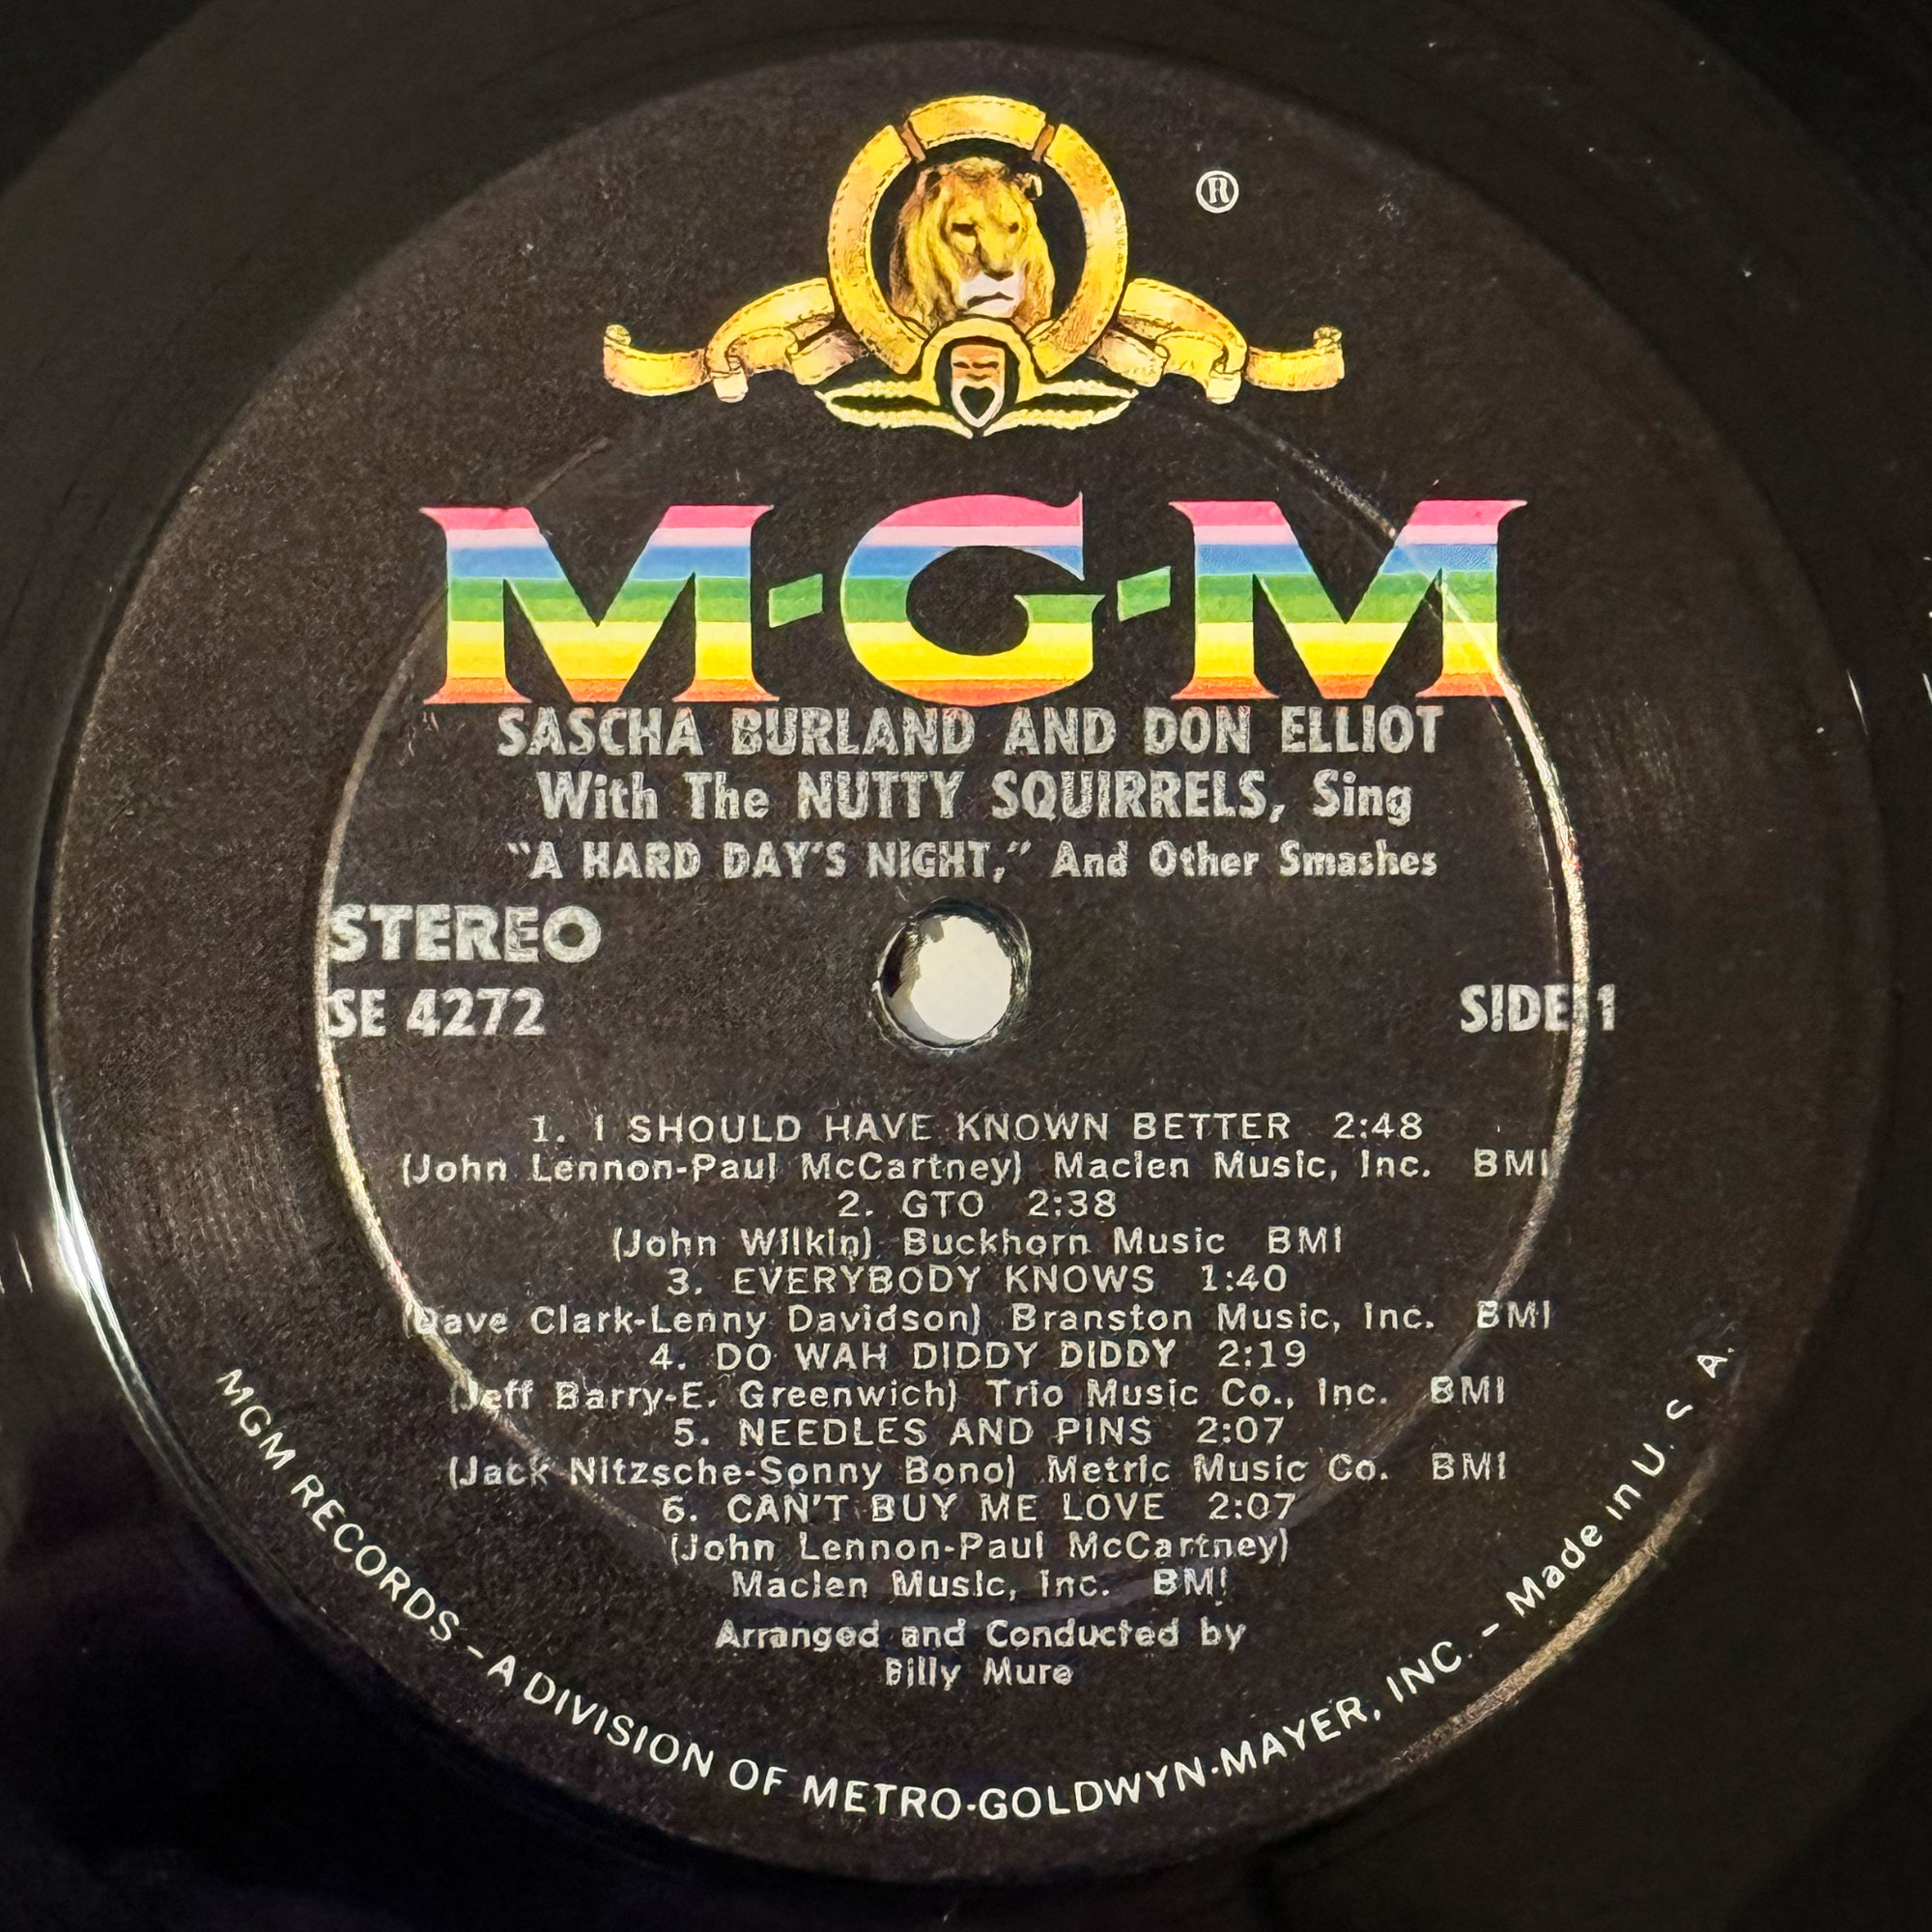 ®
M-G-M
SASCHA BURLAND AND DON ELLIOT
With The NUTTY SQUIRRELS, Sing
"A HARD DAY'S NIGHT," And Other Smashes
STEREO
SE 4272
SIDE 1
1. I SHOULD HAVE KNOWN BETTER 2:48
(John Lennon-Paul McCartney) Maclen Music, Inc. BMI
2. GTO 2:38
(John Wilkin) Buckhorn Music BMI
3. EVERYBODY KNOWS 1:40
(Dave Clark-Lenny Davidson) Branston Music, Inc. BMI
4. DO WAH DIDDY DIDDY 2:19
(Jeff Barry-E. Greenwich) Trio Music Co., Inc. BMI
5. NEEDLES AND PINS 2:07
(Jack Nitzsche-Sonny Bono) Metric Music Co. BMI
6. CAN'T BUY ME LOVE 2:07
(John Lennon-Paul McCartney)
Maclen Music, Inc. BMI
Arranged and Conducted by
Billy Mure
MGM RECORDS – A DIVISION OF METRO-GOLDWYN-MAYER, INC. – Made in U. S. A.